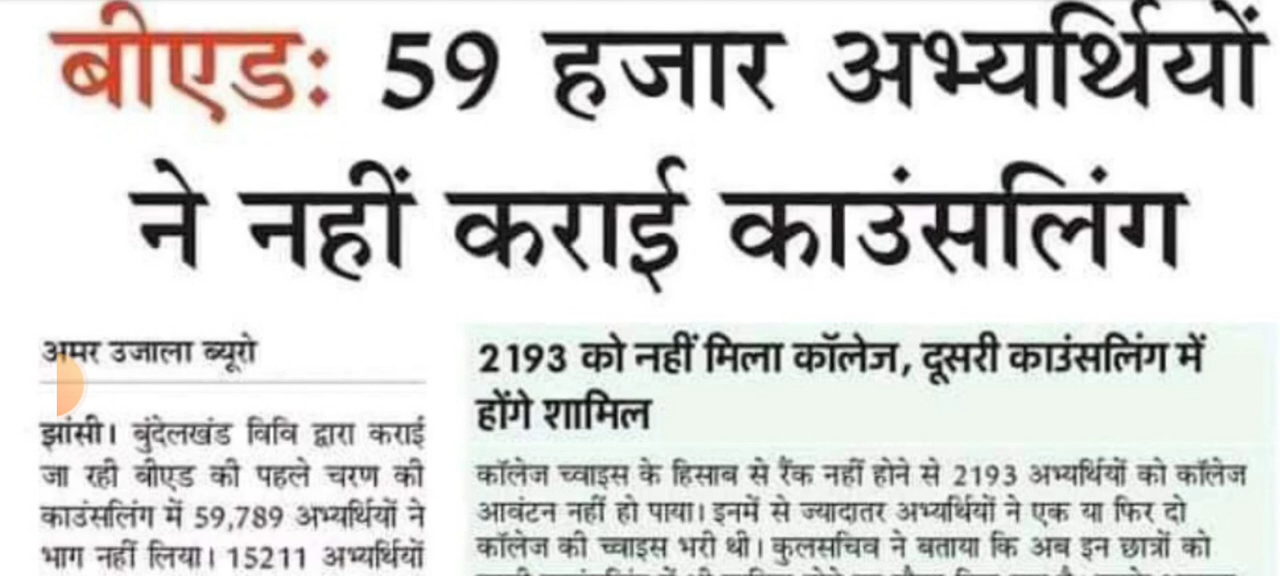 बीएड: 59 हजार अभ्यर्थियों
ने नहीं कराई काउंसलिंग
अमर उजाला ब्यूरो
झांसी। बुंदेलखंड विवि द्वारा कराई
जा रही बीएड की पहले चरण की
काउंसलिंग में 59,789 अभ्यर्थियों ने
भाग नहीं लिया। 15211 अभ्यर्थियों
2193 को नहीं मिला कॉलेज, दूसरी काउंसलिंग में
होंगे शामिल
कॉलेज च्वाइस के हिसाब से रैंक नहीं होने से 2193 अभ्यर्थियों को कॉलेज
आवंटन नहीं हो पाया। इनमें से ज्यादातर अभ्यर्थियों ने एक या फिर दो
कॉलेज की च्वाइस भरी थी। कुलसचिव ने बताया कि अब इन छात्रों को